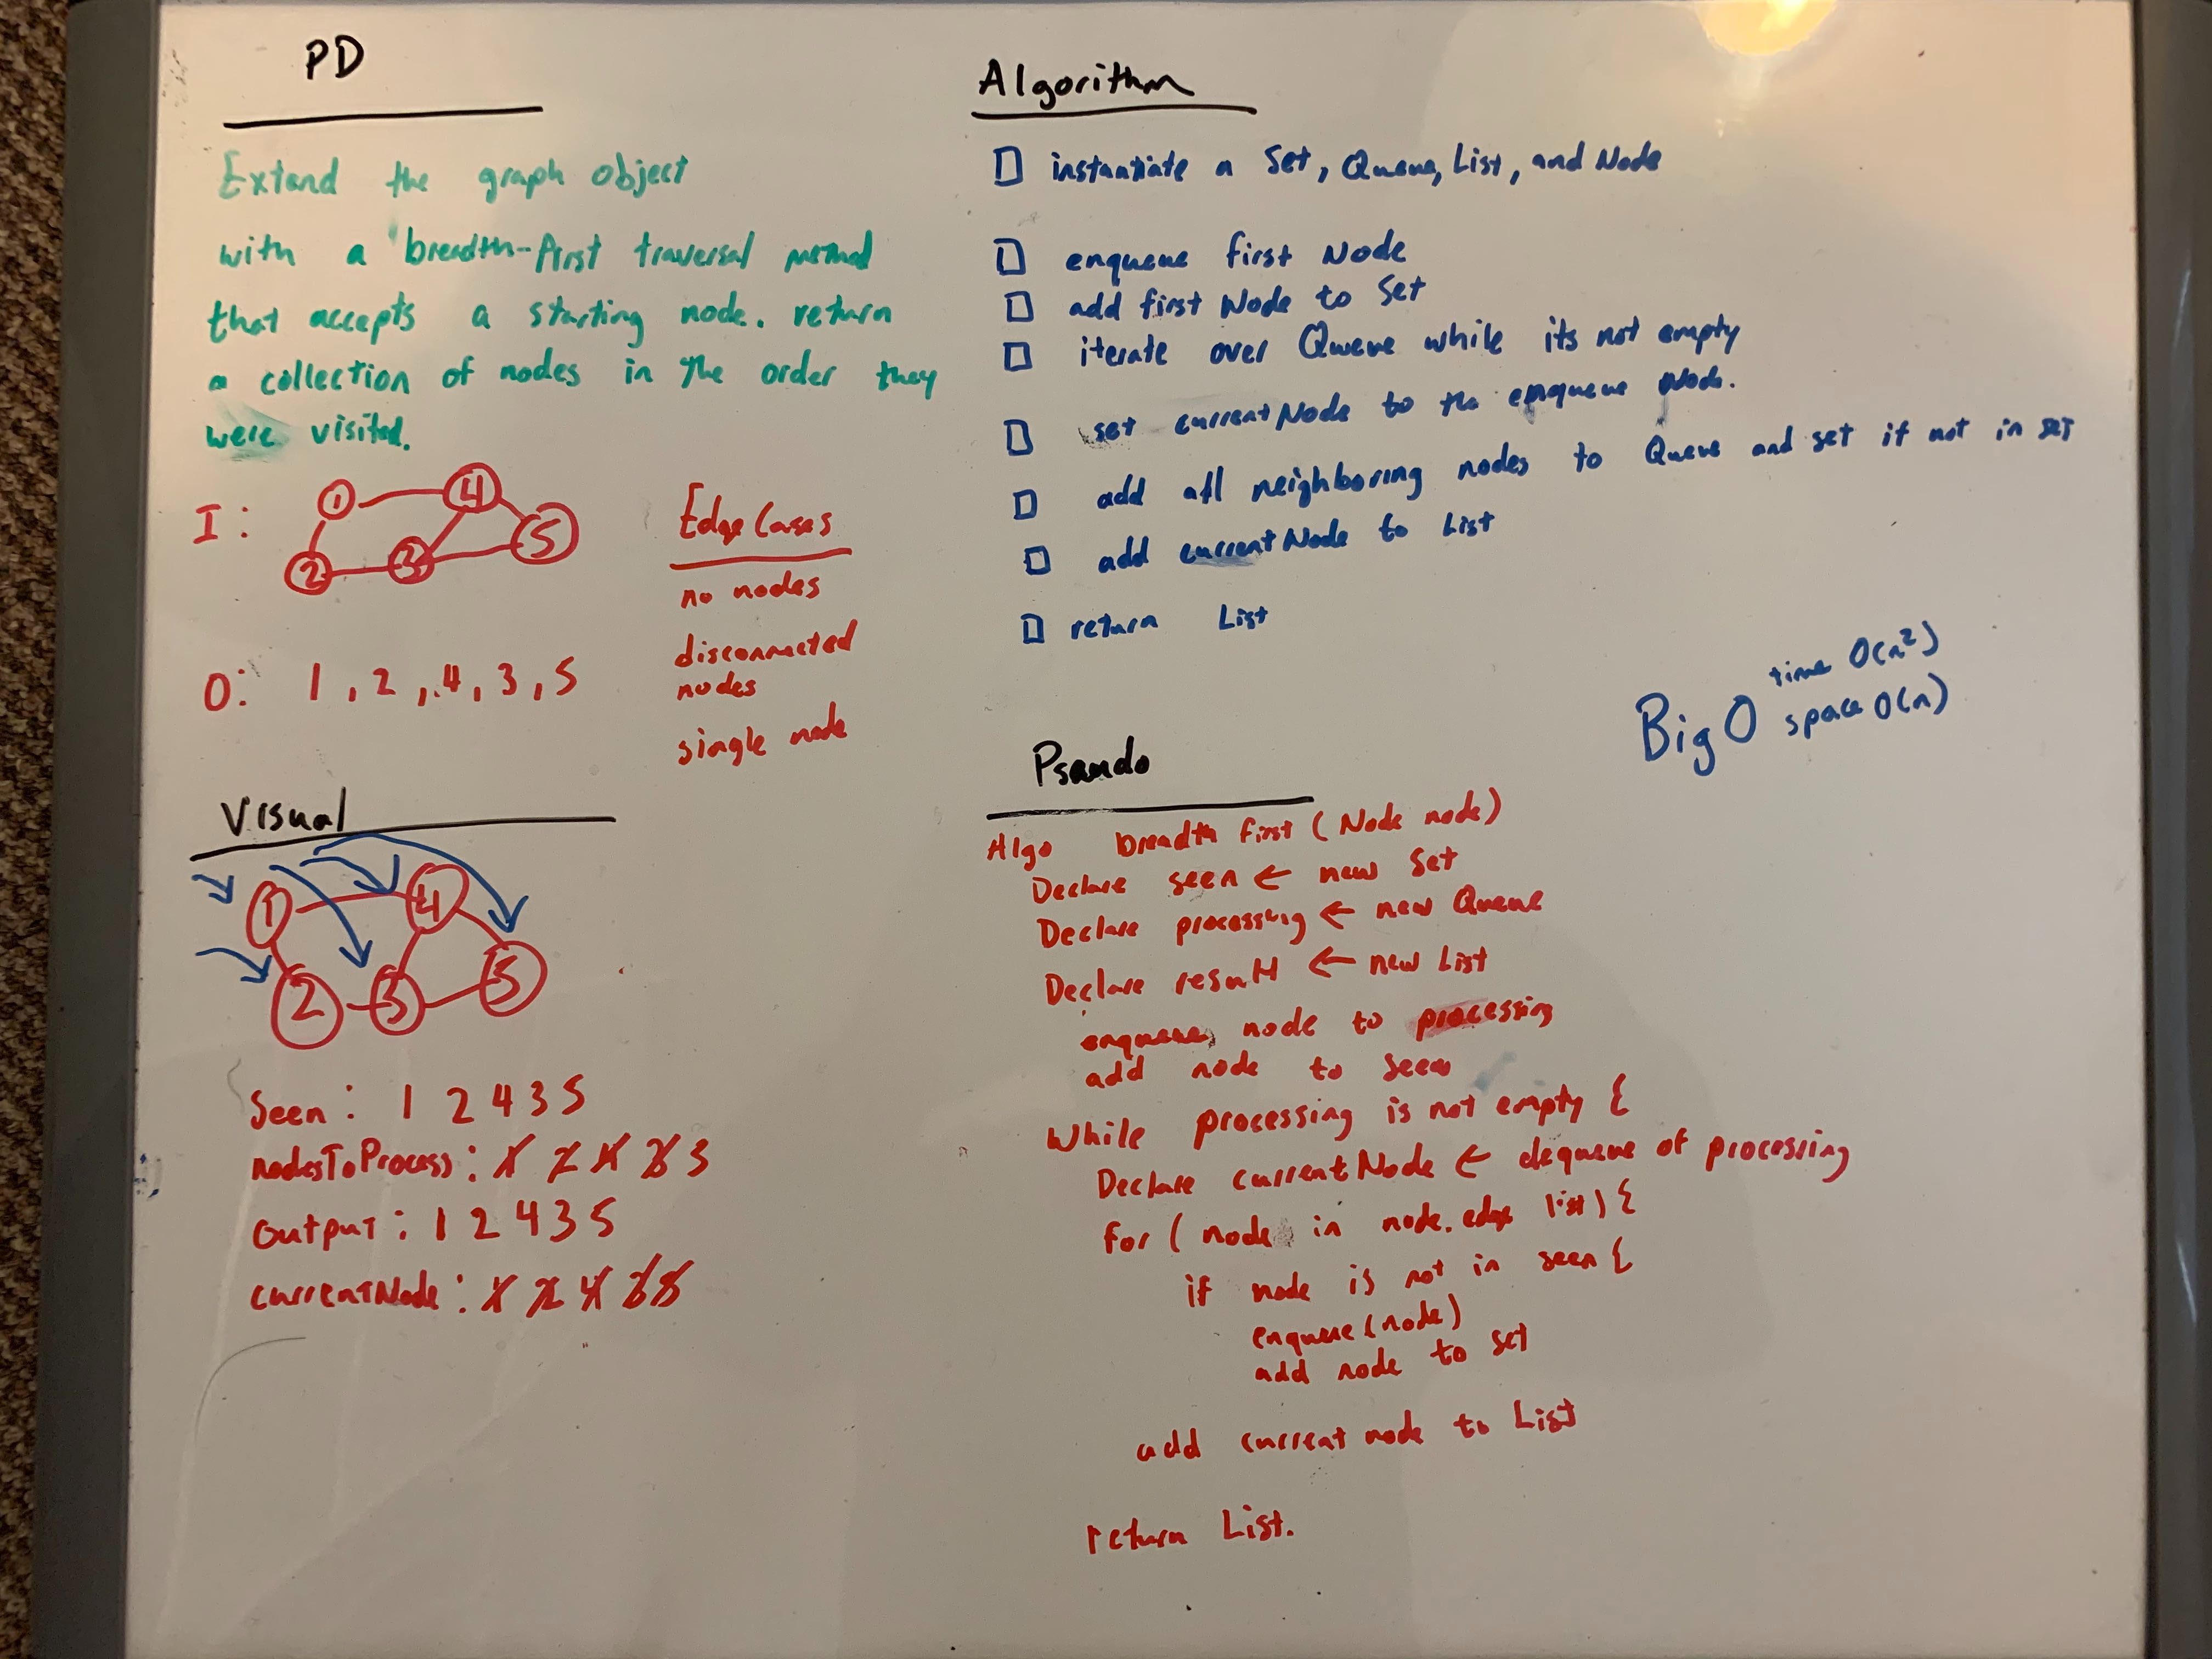 PD
Extend the graph object
with a breadth-first traversal method
that accepts a starting node. return
a collection of nodes in the order they
were visited.
I:
1
4
2
3
5
O: 1, 2, 4, 3, 5
Edge Cases
no nodes
disconnected
nodes
single node
Visual
1
4
2
3
5
Seen: 1 2 4 3 5
nodesToProcess: 1 2 4 3 5
Output: 1 2 4 3 5
currentNode: 1 2 4 3 5
Algorithm
instantiate a Set, Queue, List, and Node
enqueue first Node
add first Node to Set
iterate over Queue while its not empty
set currentNode to the enqueue Node.
add all neighboring nodes to Queue and set if not in set
add currentNode to List
return List
Big O
time O(n²)
space O(n)
Pseudo
Algo breadth first (Node node)
Declare seen ← new Set
Declare processing ← new Queue
Declare result ← new List
enqueue node to processing
add node to seen
While processing is not empty {
Declare currentNode ← dequeue of processing
for ( node in node.edge list) {
if node is not in seen {
enqueue (node)
add node to set
add current node to List
return List.